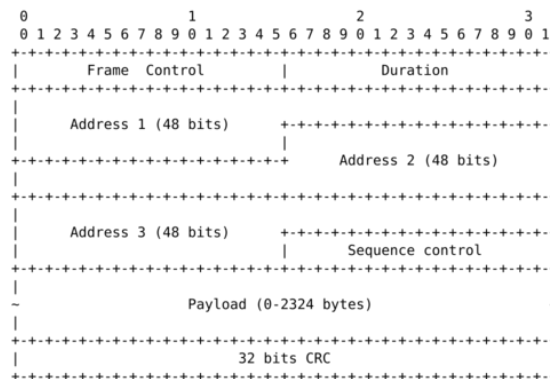 0 1 2 3
0 1 2 3 4 5 6 7 8 9 0 1 2 3 4 5 6 7 8 9 0 1 2 3 4 5 6 7 8 9 0 1
Frame Control | Duration
Address 1 (48 bits)
Address 2 (48 bits)
Address 3 (48 bits)
Sequence control
Payload (0-2324 bytes)
32 bits CRC